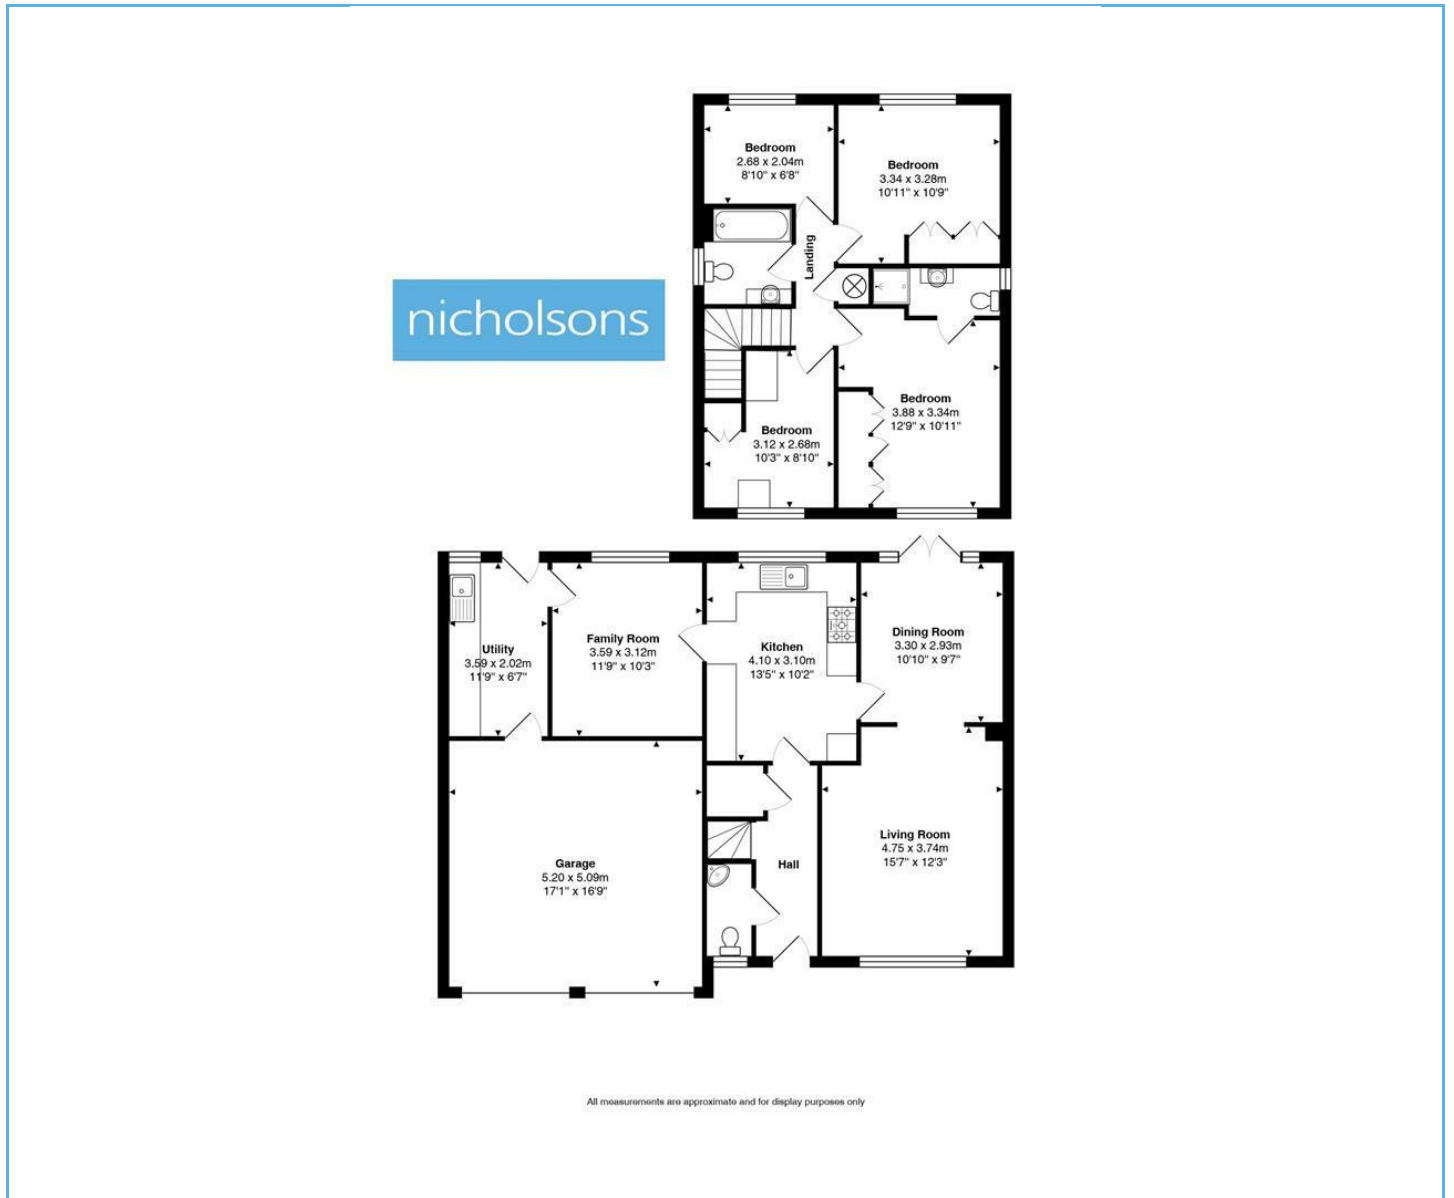 Bedroom
2.68 x 2.04m
8'10" x 6'8"
Bedroom
3.34 x 3.28m
10'11" x 10'9"
Landing
nicholsons
Bedroom
3.88 x 3.34m
12'9" x 10'11"
Bedroom
3.12 x 2.68m
10'3" x 8'10"
Utility
3.59 x 2.02m
11'9" x 6'7"
Family Room
3.59 x 3.12m
11'9" x 10'3"
Kitchen
4.10 x 3.10m
13'5" x 10'2"
Dining Room
3.30 x 2.93m
10'10" x 9'7"
Garage
5.20 x 5.09m
17'1" x 16'9"
Hall
Living Room
4.75 x 3.74m
15'7" x 12'3"
All measurements are approximate and for display purposes only